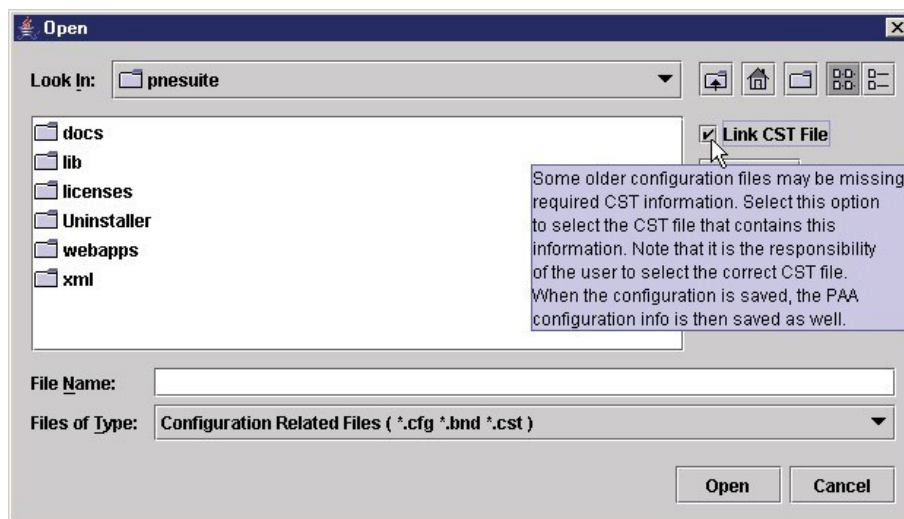 Open
Look In: pnesuite
docs
lib
licenses
Uninstaller
webapps
xml
Link CST File
Some older configuration files may be missing
required CST information. Select this option
to select the CST file that contains this
information. Note that it is the responsibility
of the user to select the correct CST file.
When the configuration is saved, the PAA
configuration info is then saved as well.
File Name:
Files of Type: Configuration Related Files ( *.cfg *.bnd *.cst )
Open Cancel